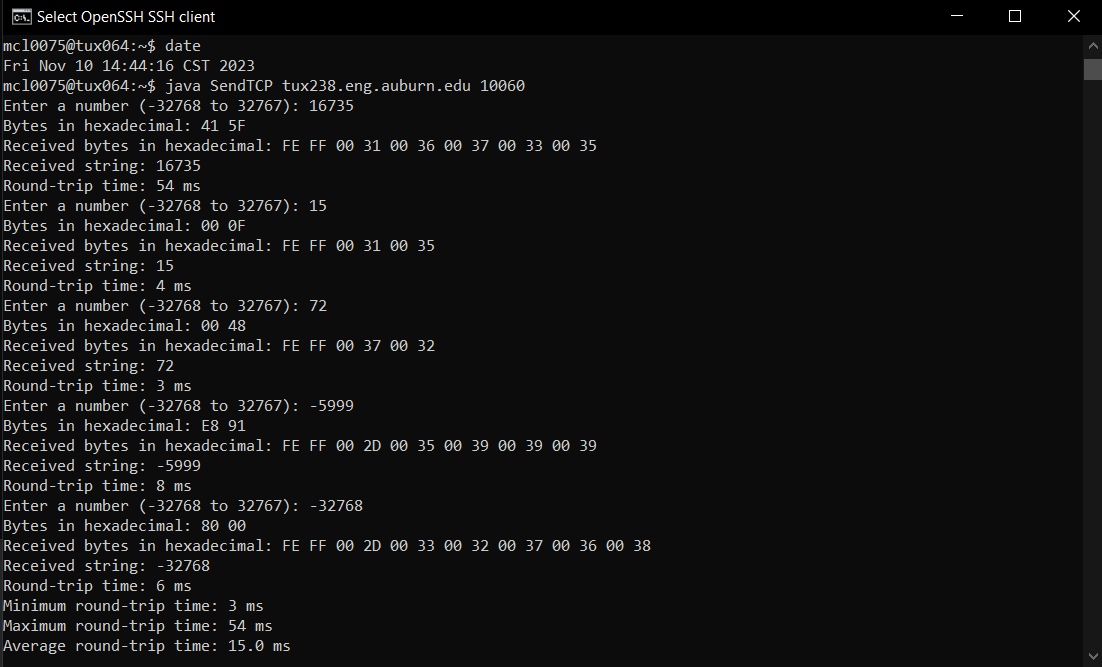 Select OpenSSH SSH client
mcl0075@tux064:~$ date
Fri Nov 10 14:44:16 CST 2023
mcl0075@tux064:~$ java SendTCP tux238.eng.auburn.edu 10060
Enter a number (-32768 to 32767): 16735
Bytes in hexadecimal: 41 5F
Received bytes in hexadecimal: FE FF 00 31 00 36 00 37 00 33 00 35
Received string: 16735
Round-trip time: 54 ms
Enter a number (-32768 to 32767): 15
Bytes in hexadecimal: 00 0F
Received bytes in hexadecimal: FE FF 00 31 00 35
Received string: 15
Round-trip time: 4 ms
Enter a number (-32768 to 32767): 72
Bytes in hexadecimal: 00 48
Received bytes in hexadecimal: FE FF 00 37 00 32
Received string: 72
Round-trip time: 3 ms
Enter a number (-32768 to 32767): -5999
Bytes in hexadecimal: E8 91
Received bytes in hexadecimal: FE FF 00 2D 00 35 00 39 00 39 00 39
Received string: -5999
Round-trip time: 8 ms
Enter a number (-32768 to 32767): -32768
Bytes in hexadecimal: 80 00
Received bytes in hexadecimal: FE FF 00 2D 00 33 00 32 00 37 00 36 00 38
Received string: -32768
Round-trip time: 6 ms
Minimum round-trip time: 3 ms
Maximum round-trip time: 54 ms
Average round-trip time: 15.0 ms